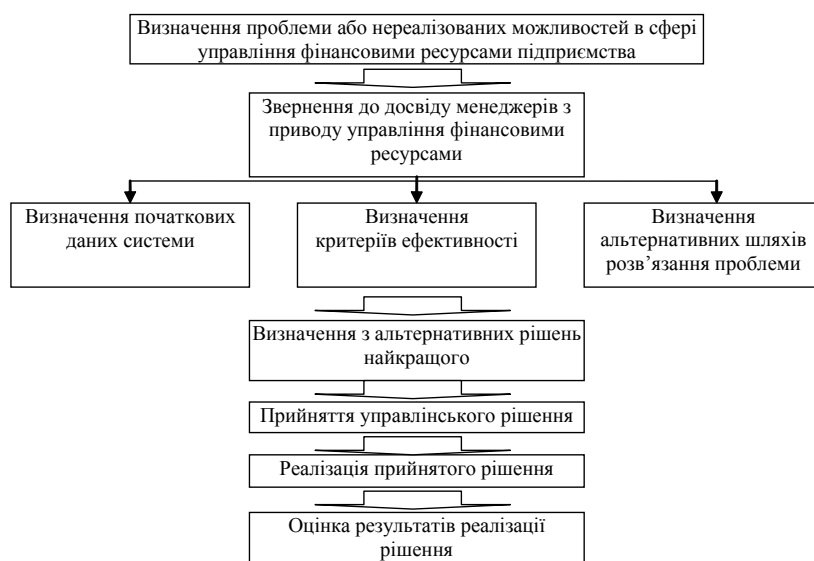 Визначення проблеми або нереалізованих можливостей в сфері
управління фінансовими ресурсами підприємства
Звернення до досвіду менеджерів з
приводу управління фінансовими
ресурсами
Визначення початкових
даних системи
Визначення
критеріїв ефективності
Визначення
альтернативних шляхів
розв’язання проблеми
Визначення з альтернативних рішень
найкращого
Прийняття управлінського рішення
Реалізація прийнятого рішення
Оцінка результатів реалізації
рішення